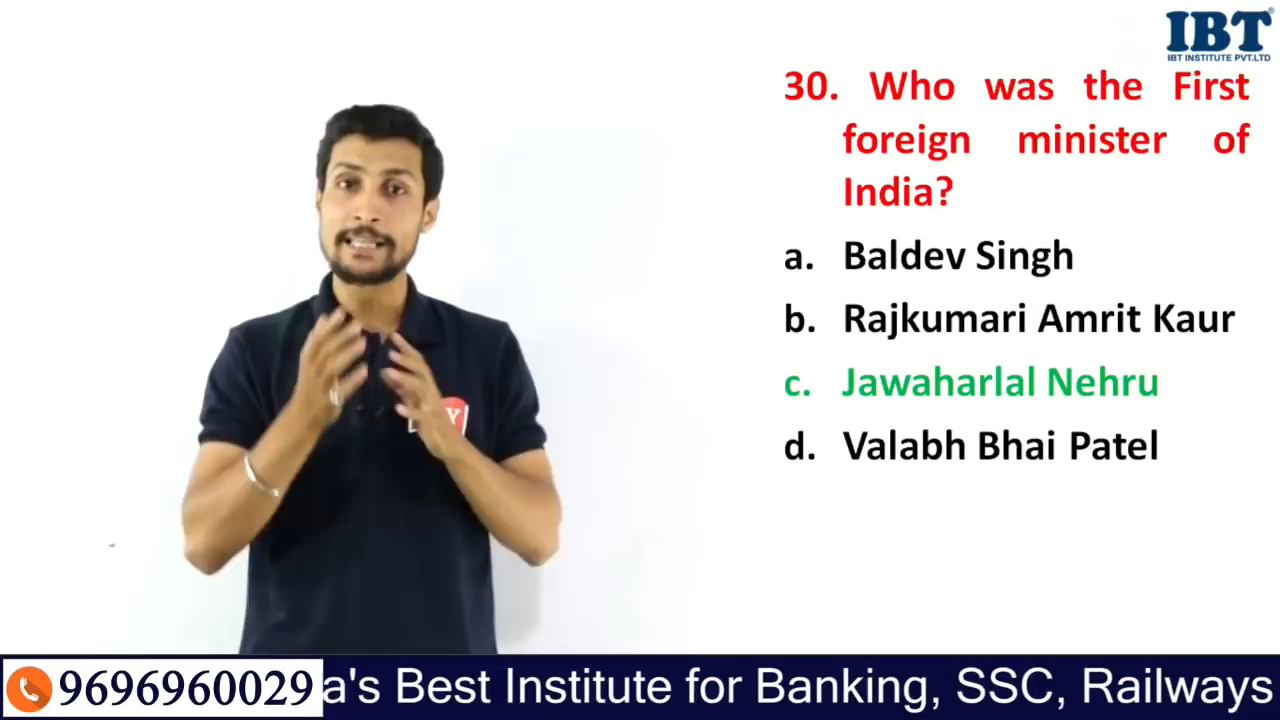 IBT®
IBT INSTITUTE PVT.LTD
30. Who was the First
foreign minister of
India?
a. Baldev Singh
b. Rajkumari Amrit Kaur
c. Jawaharlal Nehru
d. Valabh Bhai Patel
9696960029 a's Best Institute for Banking, SSC, Railways